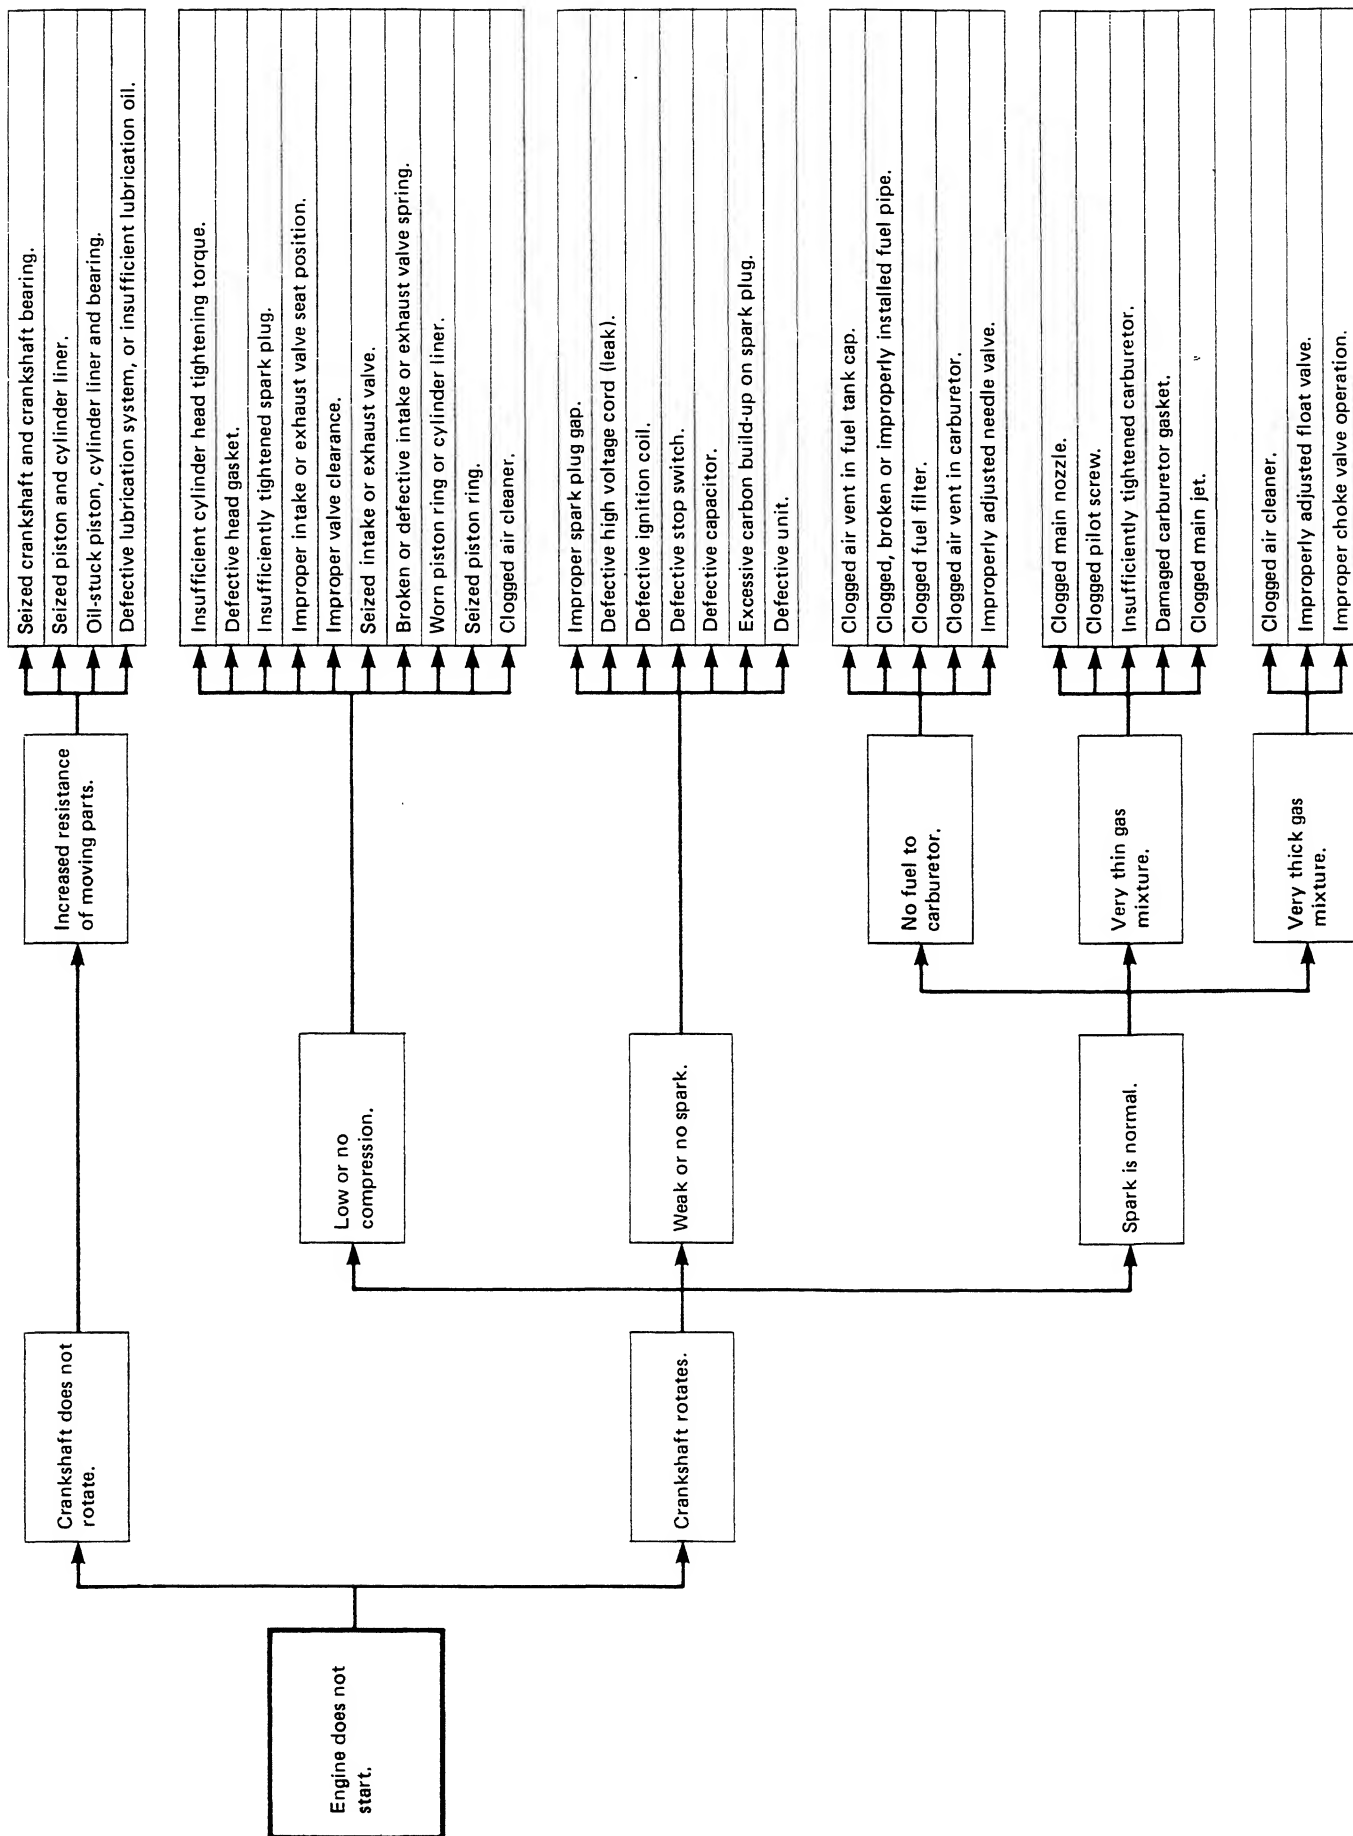 Engine does not
start.
Crankshaft does not
rotate.
Increased resistance
of moving parts.
Seized crankshaft and crankshaft bearing.
Seized piston and cylinder liner.
Oil-stuck piston, cylinder liner and bearing.
Defective lubrication system, or insufficient lubrication oil.
Crankshaft rotates.
Low or no
compression.
Insufficient cylinder head tightening torque.
Defective head gasket.
Insufficiently tightened spark plug.
Improper intake or exhaust valve seat position.
Improper valve clearance.
Seized intake or exhaust valve.
Broken or defective intake or exhaust valve spring.
Worn piston ring or cylinder liner.
Seized piston ring.
Clogged air cleaner.
Weak or no spark.
Improper spark plug gap.
Defective high voltage cord (leak).
Defective ignition coil.
Defective stop switch.
Defective capacitor.
Excessive carbon build-up on spark plug.
Defective unit.
Spark is normal.
No fuel to
carburetor.
Clogged air vent in fuel tank cap.
Clogged, broken or improperly installed fuel pipe.
Clogged fuel filter.
Clogged air vent in carburetor.
Improperly adjusted needle valve.
Very thin gas
mixture.
Clogged main nozzle.
Clogged pilot screw.
Insufficiently tightened carburetor.
Damaged carburetor gasket.
Clogged main jet.
Very thick gas
mixture.
Clogged air cleaner.
Improperly adjusted float valve.
Improper choke valve operation.